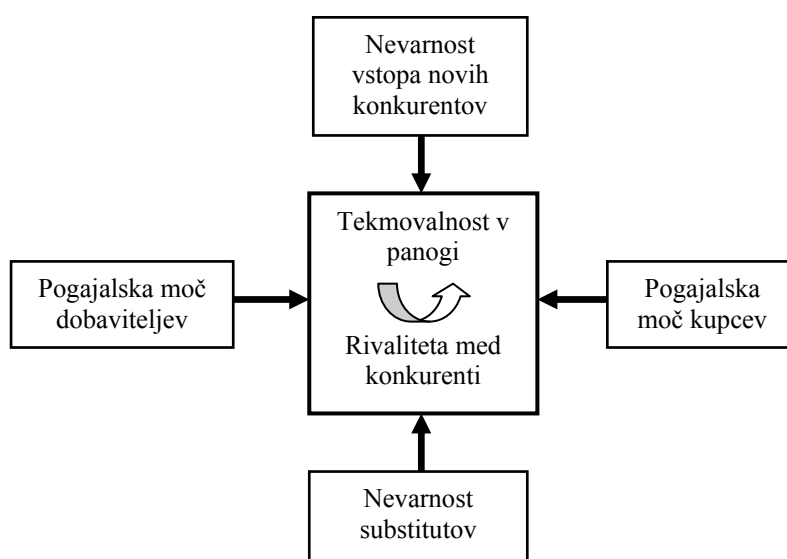 Nevarnost
vstopa novih
konkurentov
Tekmovalnost v
panogi
Pogajalska moč
dobaviteljev
Pogajalska
moč kupcev
Rivaliteta med
konkurenti
Nevarnost
substitutov